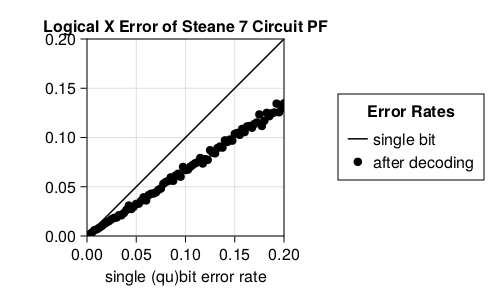 Logical X Error of Steane 7 Circuit PF
0.20
0.15
0.10
0.05
0.00
0.00 0.05 0.10 0.15 0.20
single (qu)bit error rate
Error Rates
single bit
after decoding